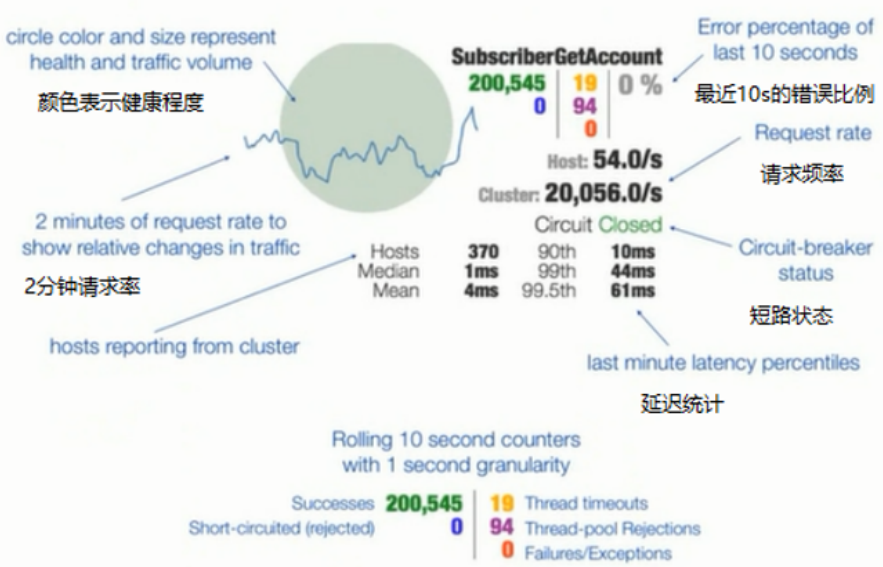 circle color and size represent
health and traffic volume
颜色表示健康程度
SubscriberGetAccount
200,545 19 0 %
0 94
0
Error percentage of
last 10 seconds
最近10s的错误比例
Host: 54.0/s
Cluster: 20,056.0/s
Request rate
请求频率
Circuit Closed
2 minutes of request rate to
show relative changes in traffic
2分钟请求率
Hosts 370 90th 10ms
Median 1ms 99th 44ms
Mean 4ms 99.5th 61ms
Circuit-breaker
status
短路状态
hosts reporting from cluster
last minute latency percentiles
延迟统计
Rolling 10 second counters
with 1 second granularity
Successes 200,545 19 Thread timeouts
Short-circuited (rejected) 0 94 Thread-pool Rejections
0 Failures/Exceptions